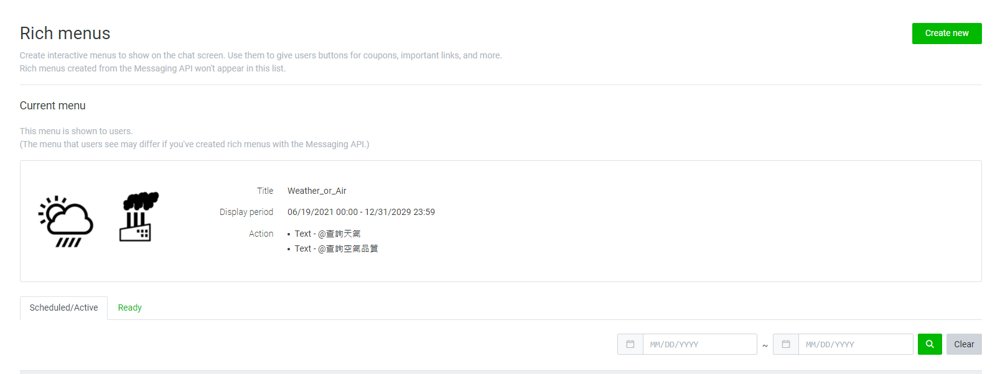 Rich menus
Create new
Create interactive menus to show on the chat screen. Use them to give users buttons for coupons, important links, and more.
Rich menus created from the Messaging API won't appear in this list.
Current menu
This menu is shown to users.
(The menu that users see may differ if you've created rich menus with the Messaging API.)
Title Weather_or_Air
Display period 06/19/2021 00:00 - 12/31/2029 23:59
Action • Text - @查詢天氣
• Text - @查詢空氣品質
Scheduled/Active Ready
MM/DD/YYYY ~ MM/DD/YYYY Clear